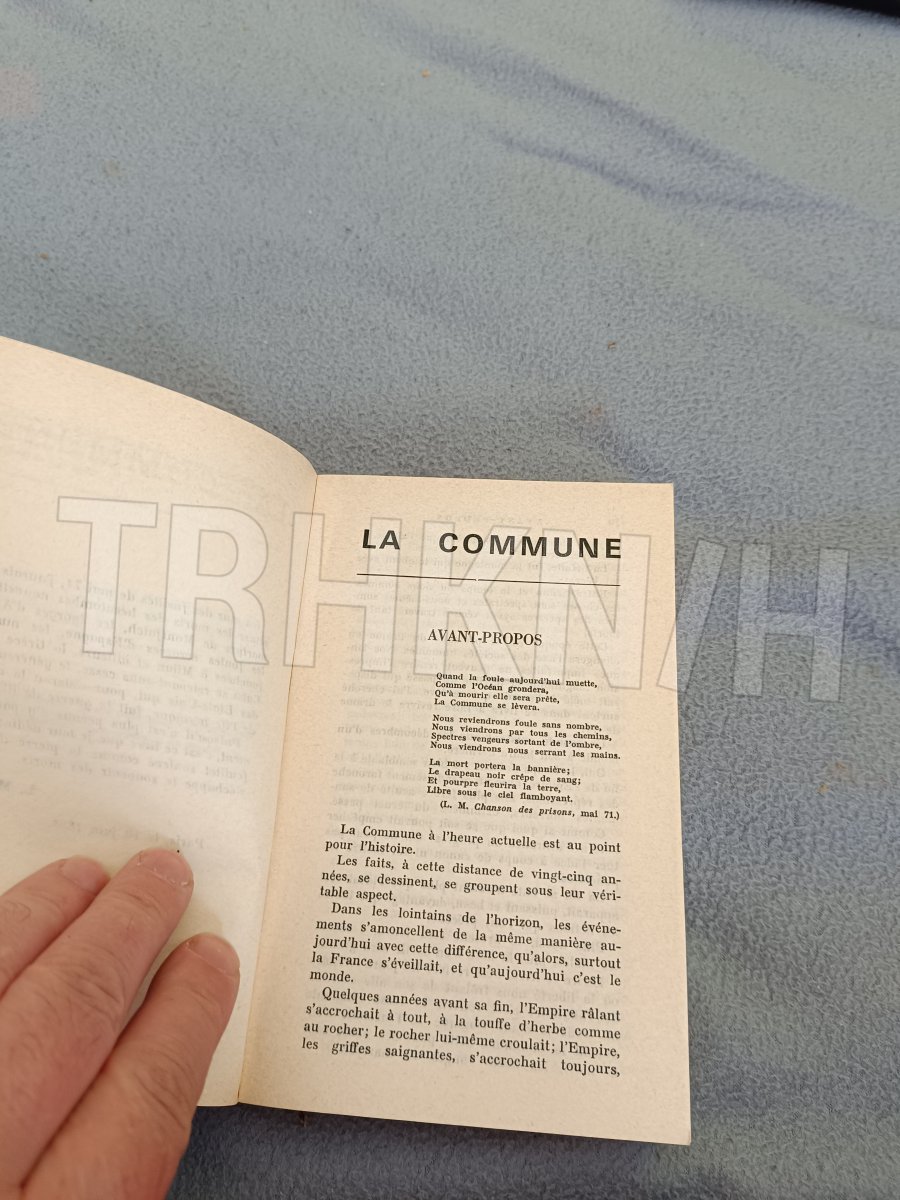 LA COMMUNE
AVANT-PROPOS
Quand la foule aujourd'hui muette,
Comme l'Océan grondera,
Qu'à mourir elle sera prête,
La Commune se lèvera.
Nous reviendrons foule sans nombre,
Nous viendrons par tous les chemins,
Spectres vengeurs sortant de l'ombre,
Nous viendrons nous serrant les mains.
La mort portera la bannière;
Le drapeau noir crêpe de sang;
Et pourpre fleurira la terre,
Libre sous le ciel flamboyant.
(L. M. Chanson des prisons, mai 71.)
La Commune à l'heure actuelle est au point
pour l'histoire.
Les faits, à cette distance de vingt-cinq an-
nées, se dessinent, se groupent sous leur véri-
table aspect.
Dans les lointains de l'horizon, les événe-
ments s'amoncellent de la même manière au-
jourd'hui avec cette différence, qu'alors, surtout
la France s'éveillait, et qu'aujourd'hui c'est le
monde.
Quelques années avant sa fin, l'Empire râlant
s'accrochait à tout, à la touffe d'herbe comme
au rocher; le rocher lui-même croulait; l'Empire,
les griffes saignantes, s'accrochait toujours,
TRHKN/H